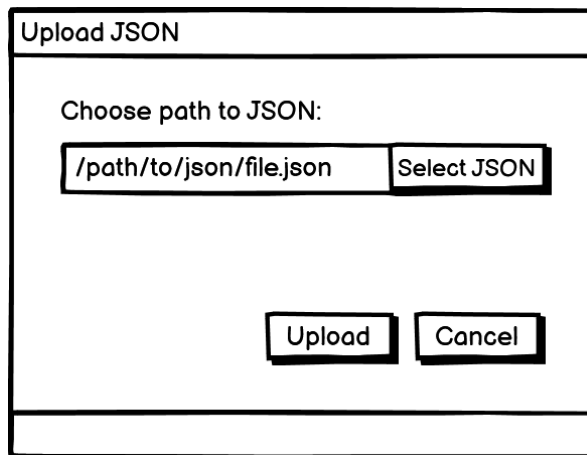 Upload JSON
Choose path to JSON:
/path/to/json/file.json Select JSON
Upload Cancel